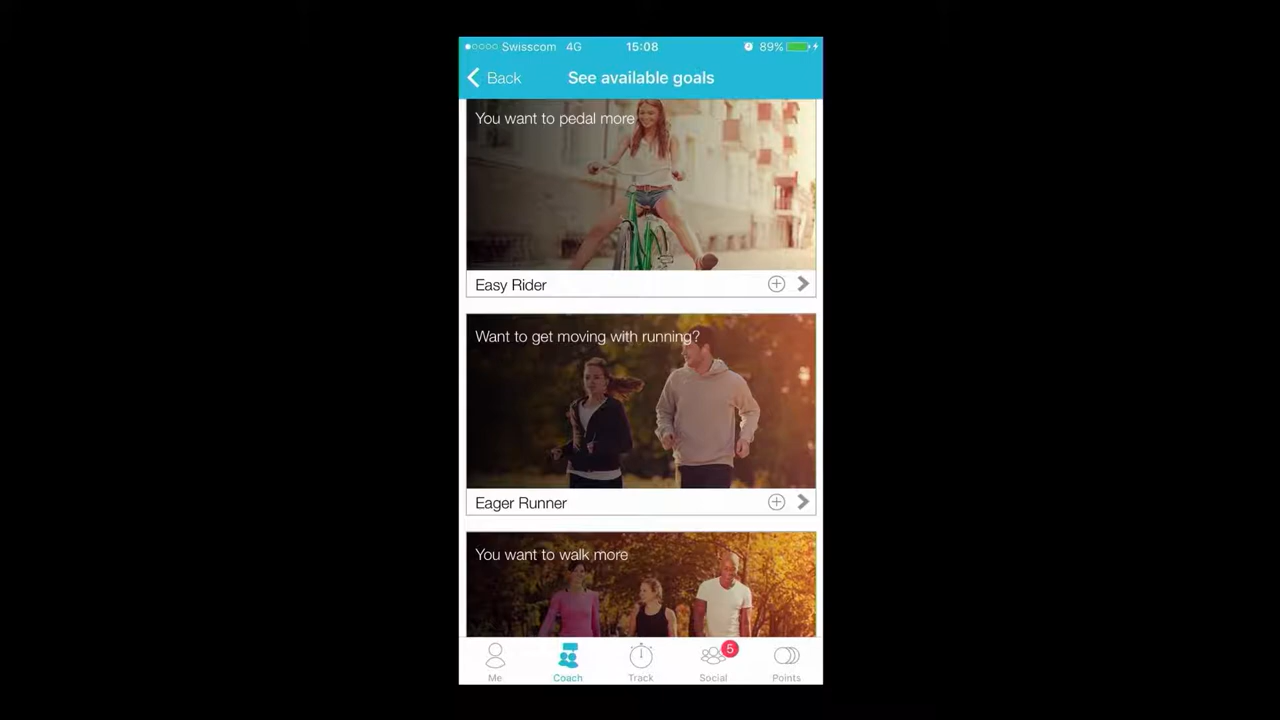 Swisscom 4G 15:08 89%
Back See available goals
You want to pedal more
Easy Rider
Want to get moving with running?
Eager Runner
You want to walk more
5
Me Coach Track Social Points